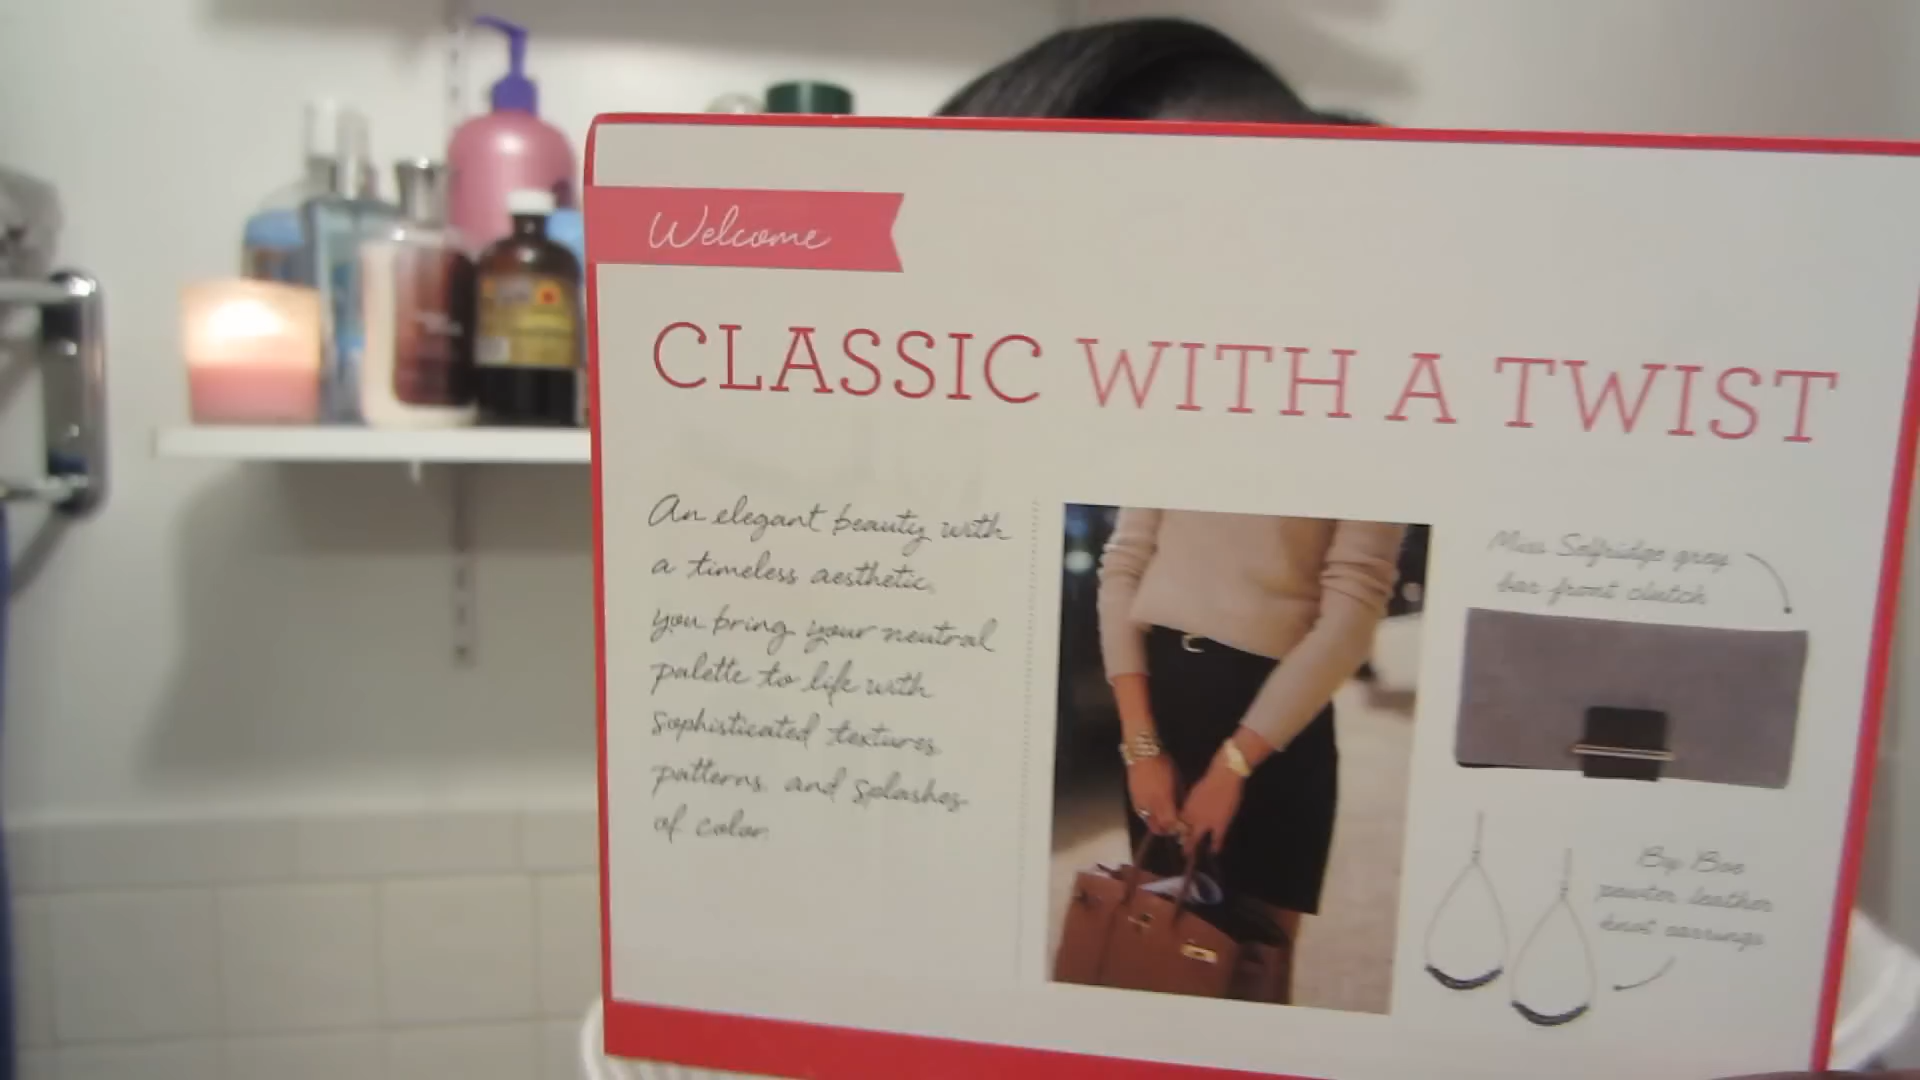 Welcome
CLASSIC WITH A TWIST
An elegant beauty with
a timeless aesthetic,
you bring your neutral
palette to life with
sophisticated textures,
patterns, and splashes
of color.
Miss Selfridge grey
bar front clutch
By Boe
pewter leather
knot earrings